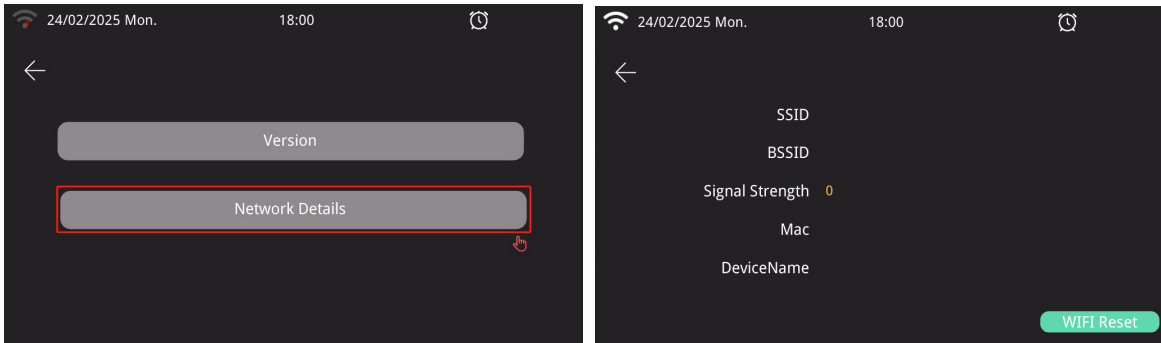 24/02/2025 Mon. 18:00
Version
Network Details
24/02/2025 Mon. 18:00
SSID
BSSID
Signal Strength 0
Mac
DeviceName
WIFI Reset